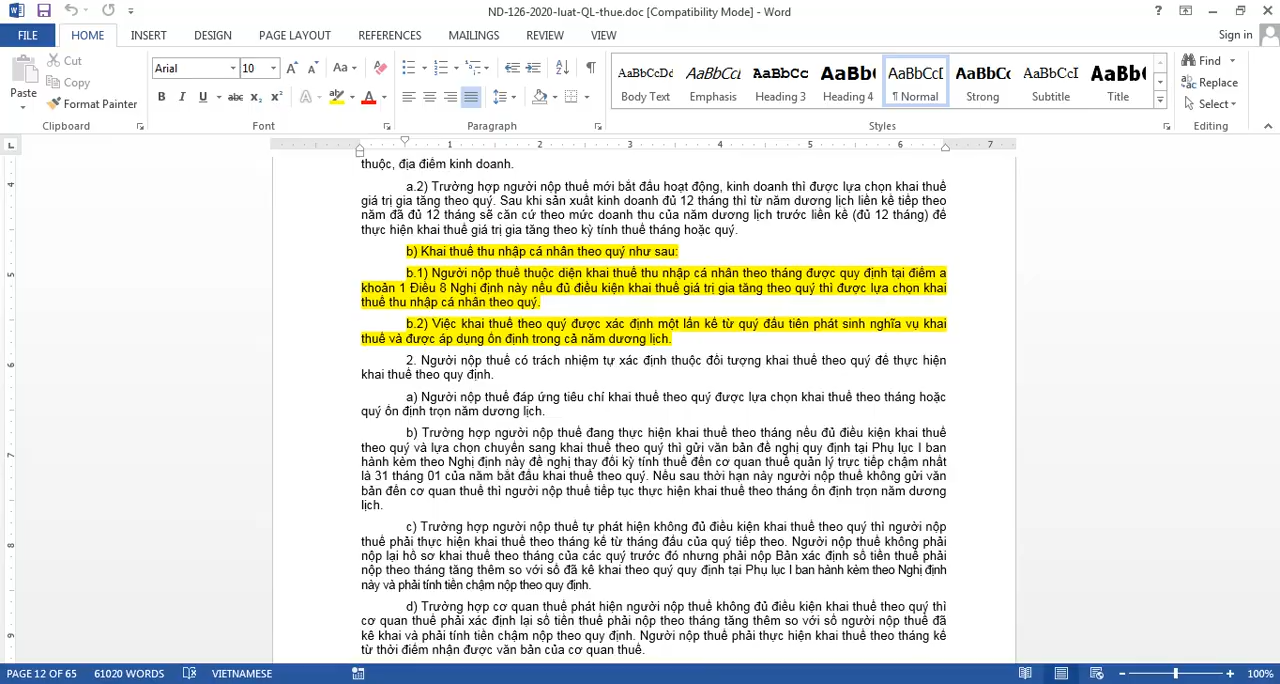 ND-126-2020-luat-QL-thue.doc [Compatibility Mode] - Word
FILE HOME INSERT DESIGN PAGE LAYOUT REFERENCES MAILINGS REVIEW VIEW Sign in
Paste Cut Copy Format Painter
Arial 10
AaBbCcDd AaBbCcL AaBbCc AaBb( AaBbCcD AaBbCc AaBbCcI AaBb(
Body Text Emphasis Heading 3 Heading 4 ¶ Normal Strong Subtitle Title
Find Replace Select
Clipboard Font Paragraph Styles Editing
1 2 3 4 5 6 7
thuộc, địa điểm kinh doanh.
a.2) Trường hợp người nộp thuế mới bắt đầu hoạt động, kinh doanh thì được lựa chọn khai thuế
giá trị gia tăng theo quý. Sau khi sản xuất kinh doanh đủ 12 tháng thì từ năm dương lịch liền kề tiếp theo
năm đã đủ 12 tháng sẽ căn cứ theo mức doanh thu của năm dương lịch trước liền kề (đủ 12 tháng) để
thực hiện khai thuế giá trị gia tăng theo kỳ tính thuế tháng hoặc quý.
b) Khai thuế thu nhập cá nhân theo quý như sau:
b.1) Người nộp thuế thuộc diện khai thuế thu nhập cá nhân theo tháng được quy định tại điểm a
khoản 1 Điều 8 Nghị định này nếu đủ điều kiện khai thuế giá trị gia tăng theo quý thì được lựa chọn khai
thuế thu nhập cá nhân theo quý.
b.2) Việc khai thuế theo quý được xác định một lần kể từ quý đầu tiên phát sinh nghĩa vụ khai
thuế và được áp dụng ổn định trong cả năm dương lịch.
2. Người nộp thuế có trách nhiệm tự xác định thuộc đối tượng khai thuế theo quý để thực hiện
khai thuế theo quy định.
a) Người nộp thuế đáp ứng tiêu chí khai thuế theo quý được lựa chọn khai thuế theo tháng hoặc
quý ổn định trọn năm dương lịch.
b) Trường hợp người nộp thuế đang thực hiện khai thuế theo tháng nếu đủ điều kiện khai thuế
theo quý và lựa chọn chuyển sang khai thuế theo quý thì gửi văn bản đề nghị quy định tại Phụ lục I ban
hành kèm theo Nghị định này đề nghị thay đổi kỳ tính thuế đến cơ quan thuế quản lý trực tiếp chậm nhất
là 31 tháng 01 của năm bắt đầu khai thuế theo quý. Nếu sau thời hạn này người nộp thuế không gửi văn
bản đến cơ quan thuế thì người nộp thuế tiếp tục thực hiện khai thuế theo tháng ổn định trọn năm dương
lịch.
c) Trường hợp người nộp thuế tự phát hiện không đủ điều kiện khai thuế theo quý thì người nộp
thuế phải thực hiện khai thuế theo tháng kể từ tháng đầu của quý tiếp theo. Người nộp thuế không phải
nộp lại hồ sơ khai thuế theo tháng của các quý trước đó nhưng phải nộp Bản xác định số tiền thuế phải
nộp theo tháng tăng thêm so với số đã kê khai theo quý quy định tại Phụ lục I ban hành kèm theo Nghị định
này và phải tính tiền chậm nộp theo quy định.
d) Trường hợp cơ quan thuế phát hiện người nộp thuế không đủ điều kiện khai thuế theo quý thì
cơ quan thuế phải xác định lại số tiền thuế phải nộp theo tháng tăng thêm so với số người nộp thuế đã
kê khai và phải tính tiền chậm nộp theo quy định. Người nộp thuế phải thực hiện khai thuế theo tháng kể
từ thời điểm nhận được văn bản của cơ quan thuế.
PAGE 12 OF 65 61020 WORDS VIETNAMESE 100%